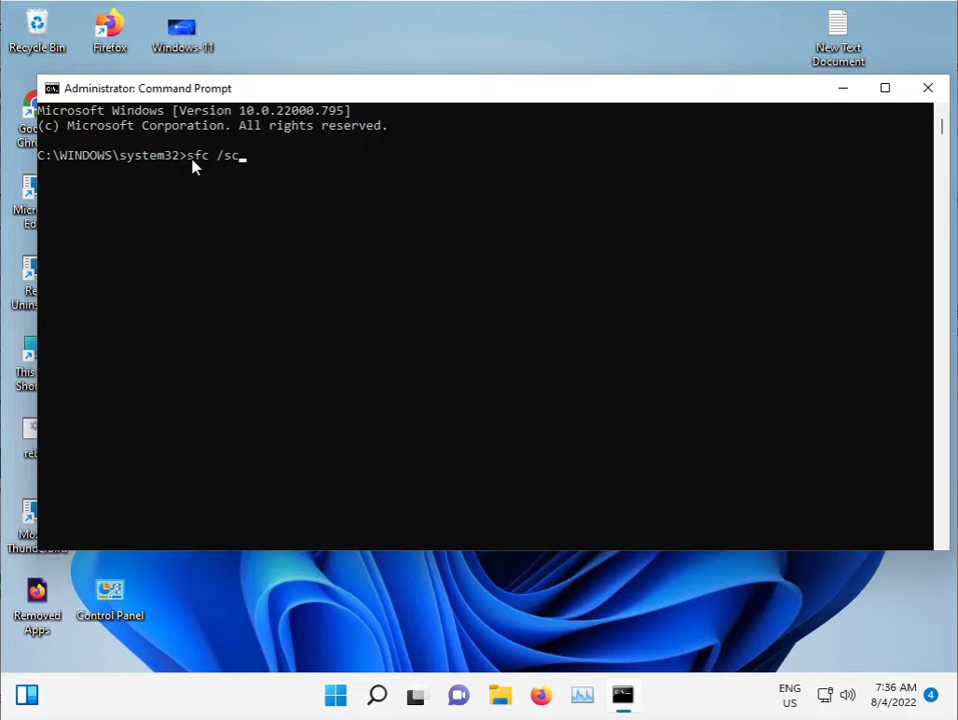 Recycle Bin
Firefox
Windows-11
New Text
Document
Administrator: Command Prompt
Microsoft Windows [Version 10.0.22000.795]
(c) Microsoft Corporation. All rights reserved.
C:\WINDOWS\system32>sfc /sc_
Goo
Ch
Micr
Ed
Re
Unins
This
Shor
reb
Mo
Thunderbird
Removed
Apps
Control Panel
ENG
US
7:36 AM
8/4/2022
4